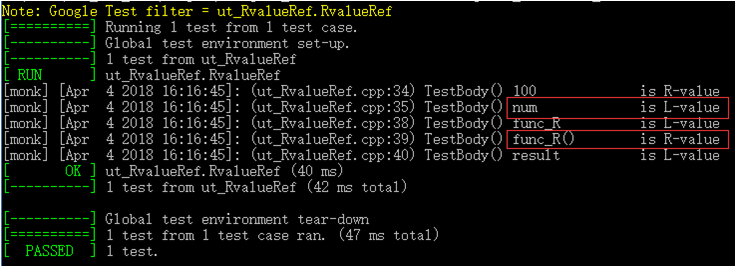 Note: Google Test filter = ut_RvalueRef.RvalueRef
[==========] Running 1 test from 1 test case.
[----------] Global test environment set-up.
[----------] 1 test from ut_RvalueRef
[ RUN      ] ut_RvalueRef.RvalueRef
[monk] [Apr  4 2018 16:16:45]: (ut_RvalueRef.cpp:34) TestBody() 100 is R-value
[monk] [Apr  4 2018 16:16:45]: (ut_RvalueRef.cpp:35) TestBody() num is L-value
[monk] [Apr  4 2018 16:16:45]: (ut_RvalueRef.cpp:38) TestBody() func_R is L-value
[monk] [Apr  4 2018 16:16:45]: (ut_RvalueRef.cpp:39) TestBody() func_R() is R-value
[monk] [Apr  4 2018 16:16:45]: (ut_RvalueRef.cpp:40) TestBody() result is L-value
[       OK ] ut_RvalueRef.RvalueRef (40 ms)
[----------] 1 test from ut_RvalueRef (42 ms total)
[----------] Global test environment tear-down
[==========] 1 test from 1 test case ran. (47 ms total)
[  PASSED  ] 1 test.